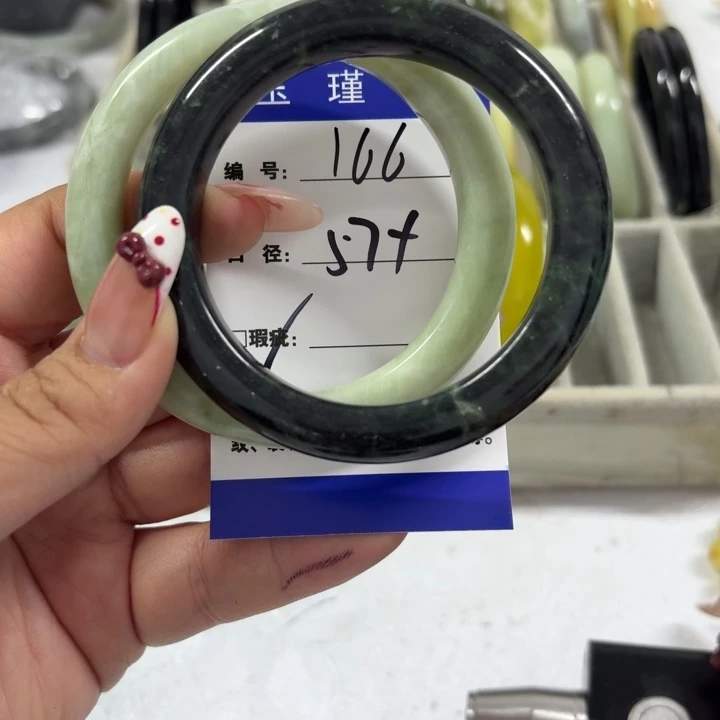 瑾
编 号： 166
径： 57+
瑕疵：